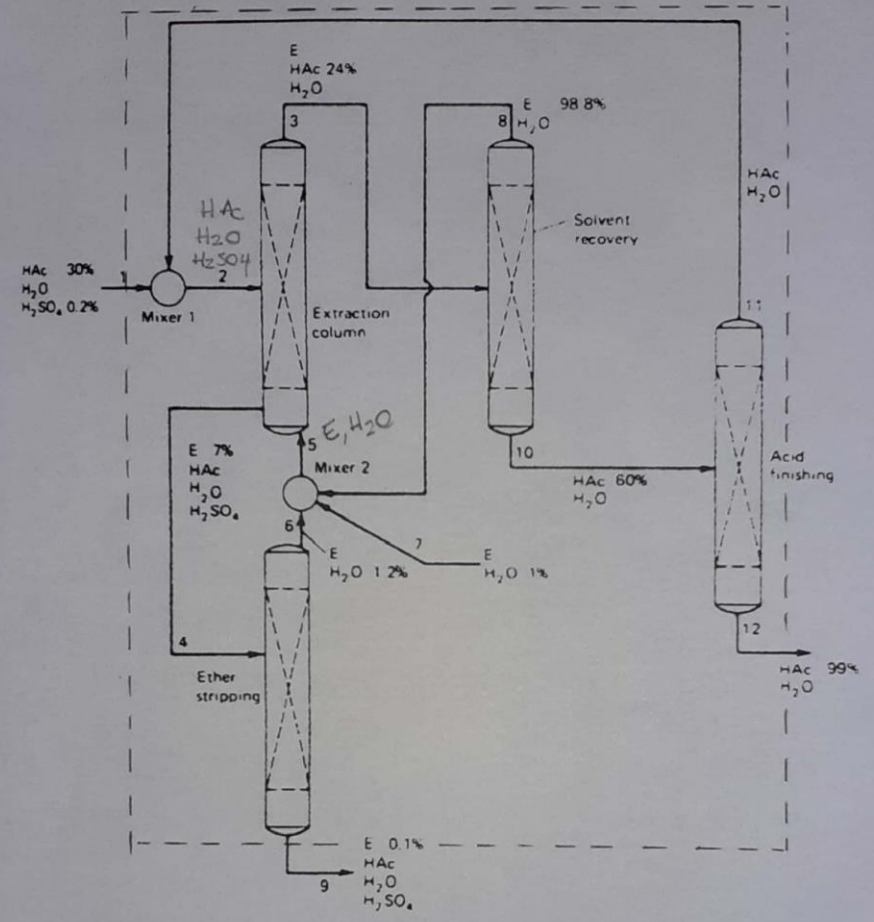 E
HAc 24%
H₂O
3
E 98.8%
8 H₂O
HAc
H₂O
Solvent
recovery
HAc
H₂O
H₂SO4
2
HAc 30%
H₂O
H₂SO₄ 0.2%
1
Mixer 1
Extraction
column
11
5 E, H₂O
E 7%
HAc
H₂O
H₂SO₄
Mixer 2
10
HAc 60%
H₂O
Acid
finishing
6
7
E
H₂O 1.2%
E
H₂O 1%
4
Ether
stripping
12
HAc 99%
H₂O
E 0.1%
HAc
H₂O
H₂SO₄
9